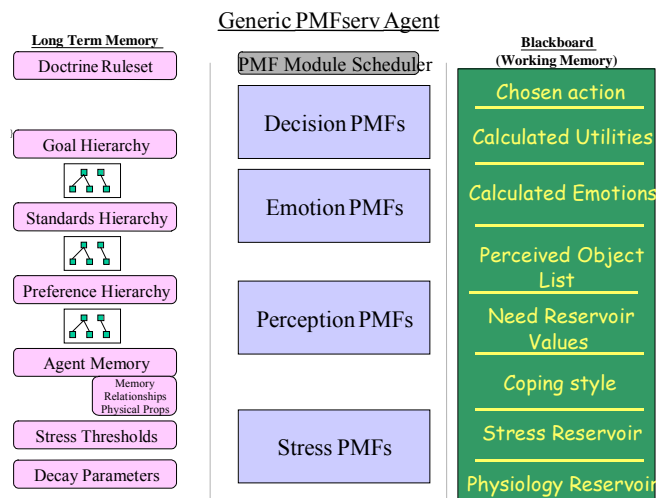 Generic PMFserv Agent
Long Term Memory
Doctrine Ruleset
Goal Hierarchy
Standards Hierarchy
Preference Hierarchy
Agent Memory
Memory
Relationships
Physical Props
Stress Thresholds
Decay Parameters
PMF Module Scheduler
Decision PMFs
Emotion PMFs
Perception PMFs
Stress PMFs
Blackboard
(Working Memory)
Chosen action
Calculated Utilities
Calculated Emotions
Perceived Object
List
Need Reservoir
Values
Coping style
Stress Reservoir
Physiology Reservoir